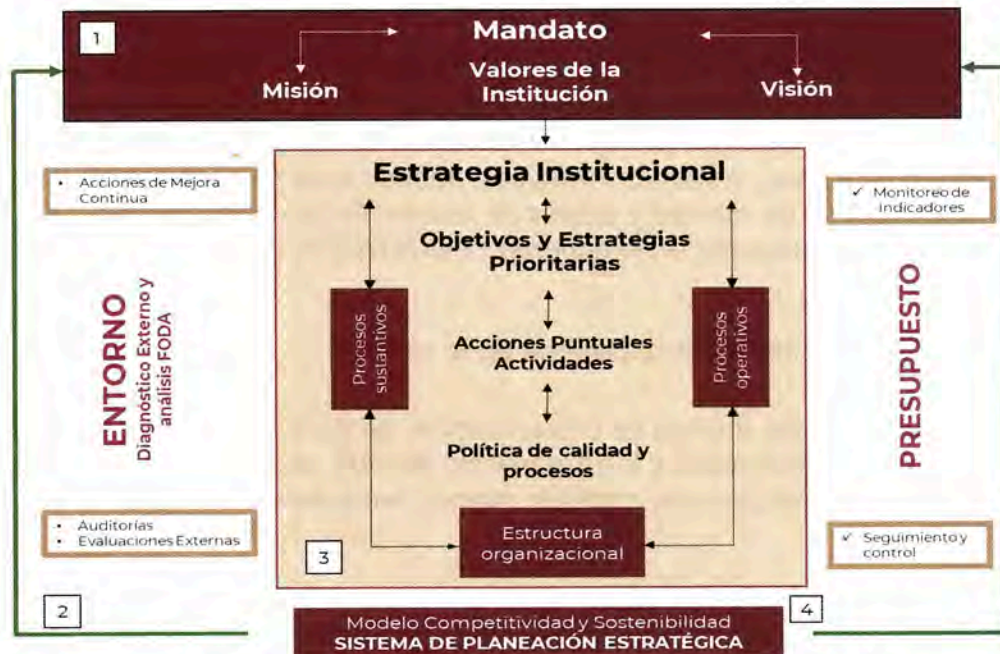 1
Mandato
Misión
Valores de la
Institución
Visión
Estrategia Institucional
• Acciones de Mejora
Continua
✓ Monitoreo de
Indicadores
Objetivos y Estrategias
Prioritarias
ENTORNO
Diagnóstico Externo y
análisis FODA
Procesos
sustantivos
Acciones Puntuales
Actividades
Procesos
operativos
PRESUPUESTO
Política de calidad y
procesos
• Auditorías
• Evaluaciones Externas
Estructura
organizacional
✓ Seguimiento y
control
3
2
4
Modelo Competitividad y Sostenibilidad
SISTEMA DE PLANEACIÓN ESTRATÉGICA